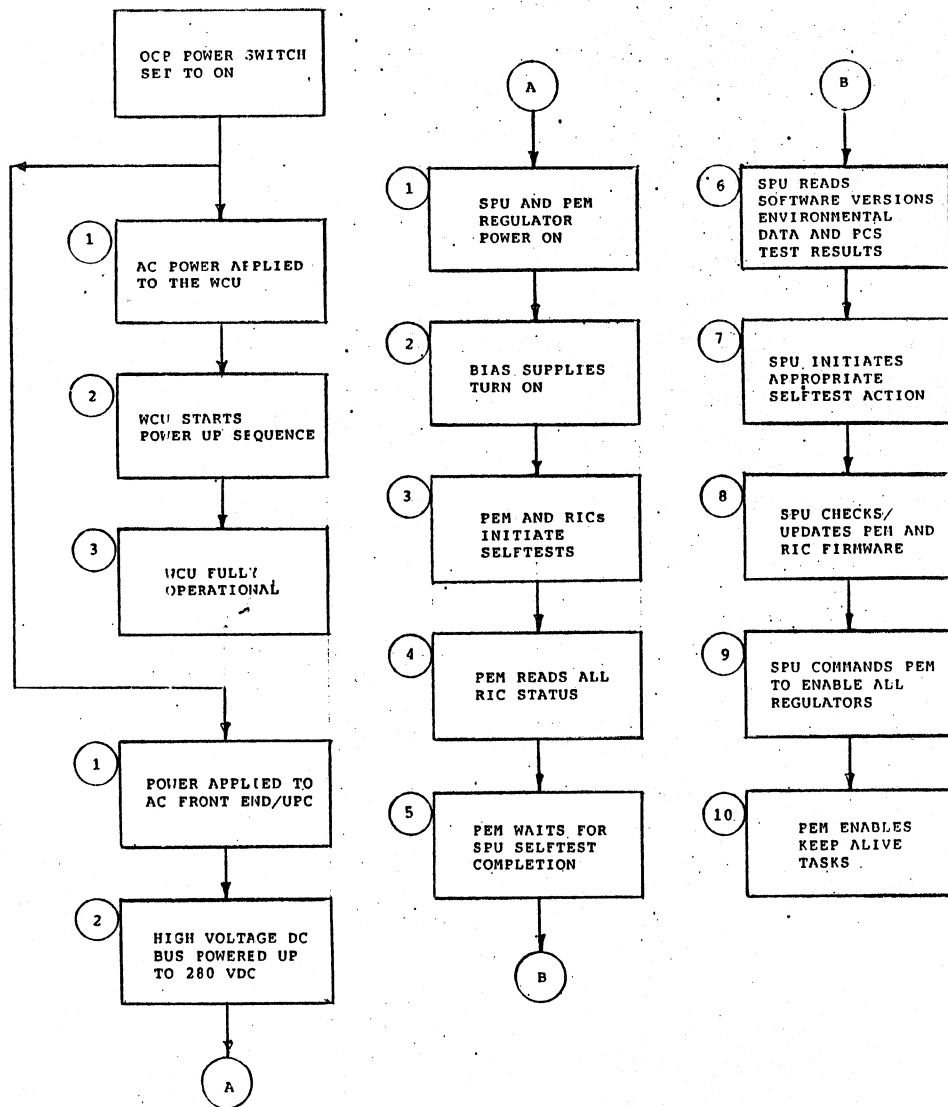 OCP POWER SWITCH
SET TO ON
1
AC POWER APPLIED
TO THE WCU
2
WCU STARTS
POWER UP SEQUENCE
3
WCU FULLY
OPERATIONAL
1
POWER APPLIED TO
AC FRONT END/UPC
2
HIGH VOLTAGE DC
BUS POWERED UP
TO 280 VDC
A
A
1
SPU AND PEM
REGULATOR
POWER ON
2
BIAS SUPPLIES
TURN ON
3
PEM AND RICs
INITIATE
SELFTESTS
4
PEM READS ALL
RIC STATUS
5
PEM WAITS FOR
SPU SELFTEST
COMPLETION
B
B
6
SPU READS
SOFTWARE VERSIONS
ENVIRONMENTAL
DATA AND PCS
TEST RESULTS
7
SPU INITIATES
APPROPRIATE
SELFTEST ACTION
8
SPU CHECKS/
UPDATES PEM AND
RIC FIRMWARE
9
SPU COMMANDS PEM
TO ENABLE ALL
REGULATORS
10
PEM ENABLES
KEEP ALIVE
TASKS